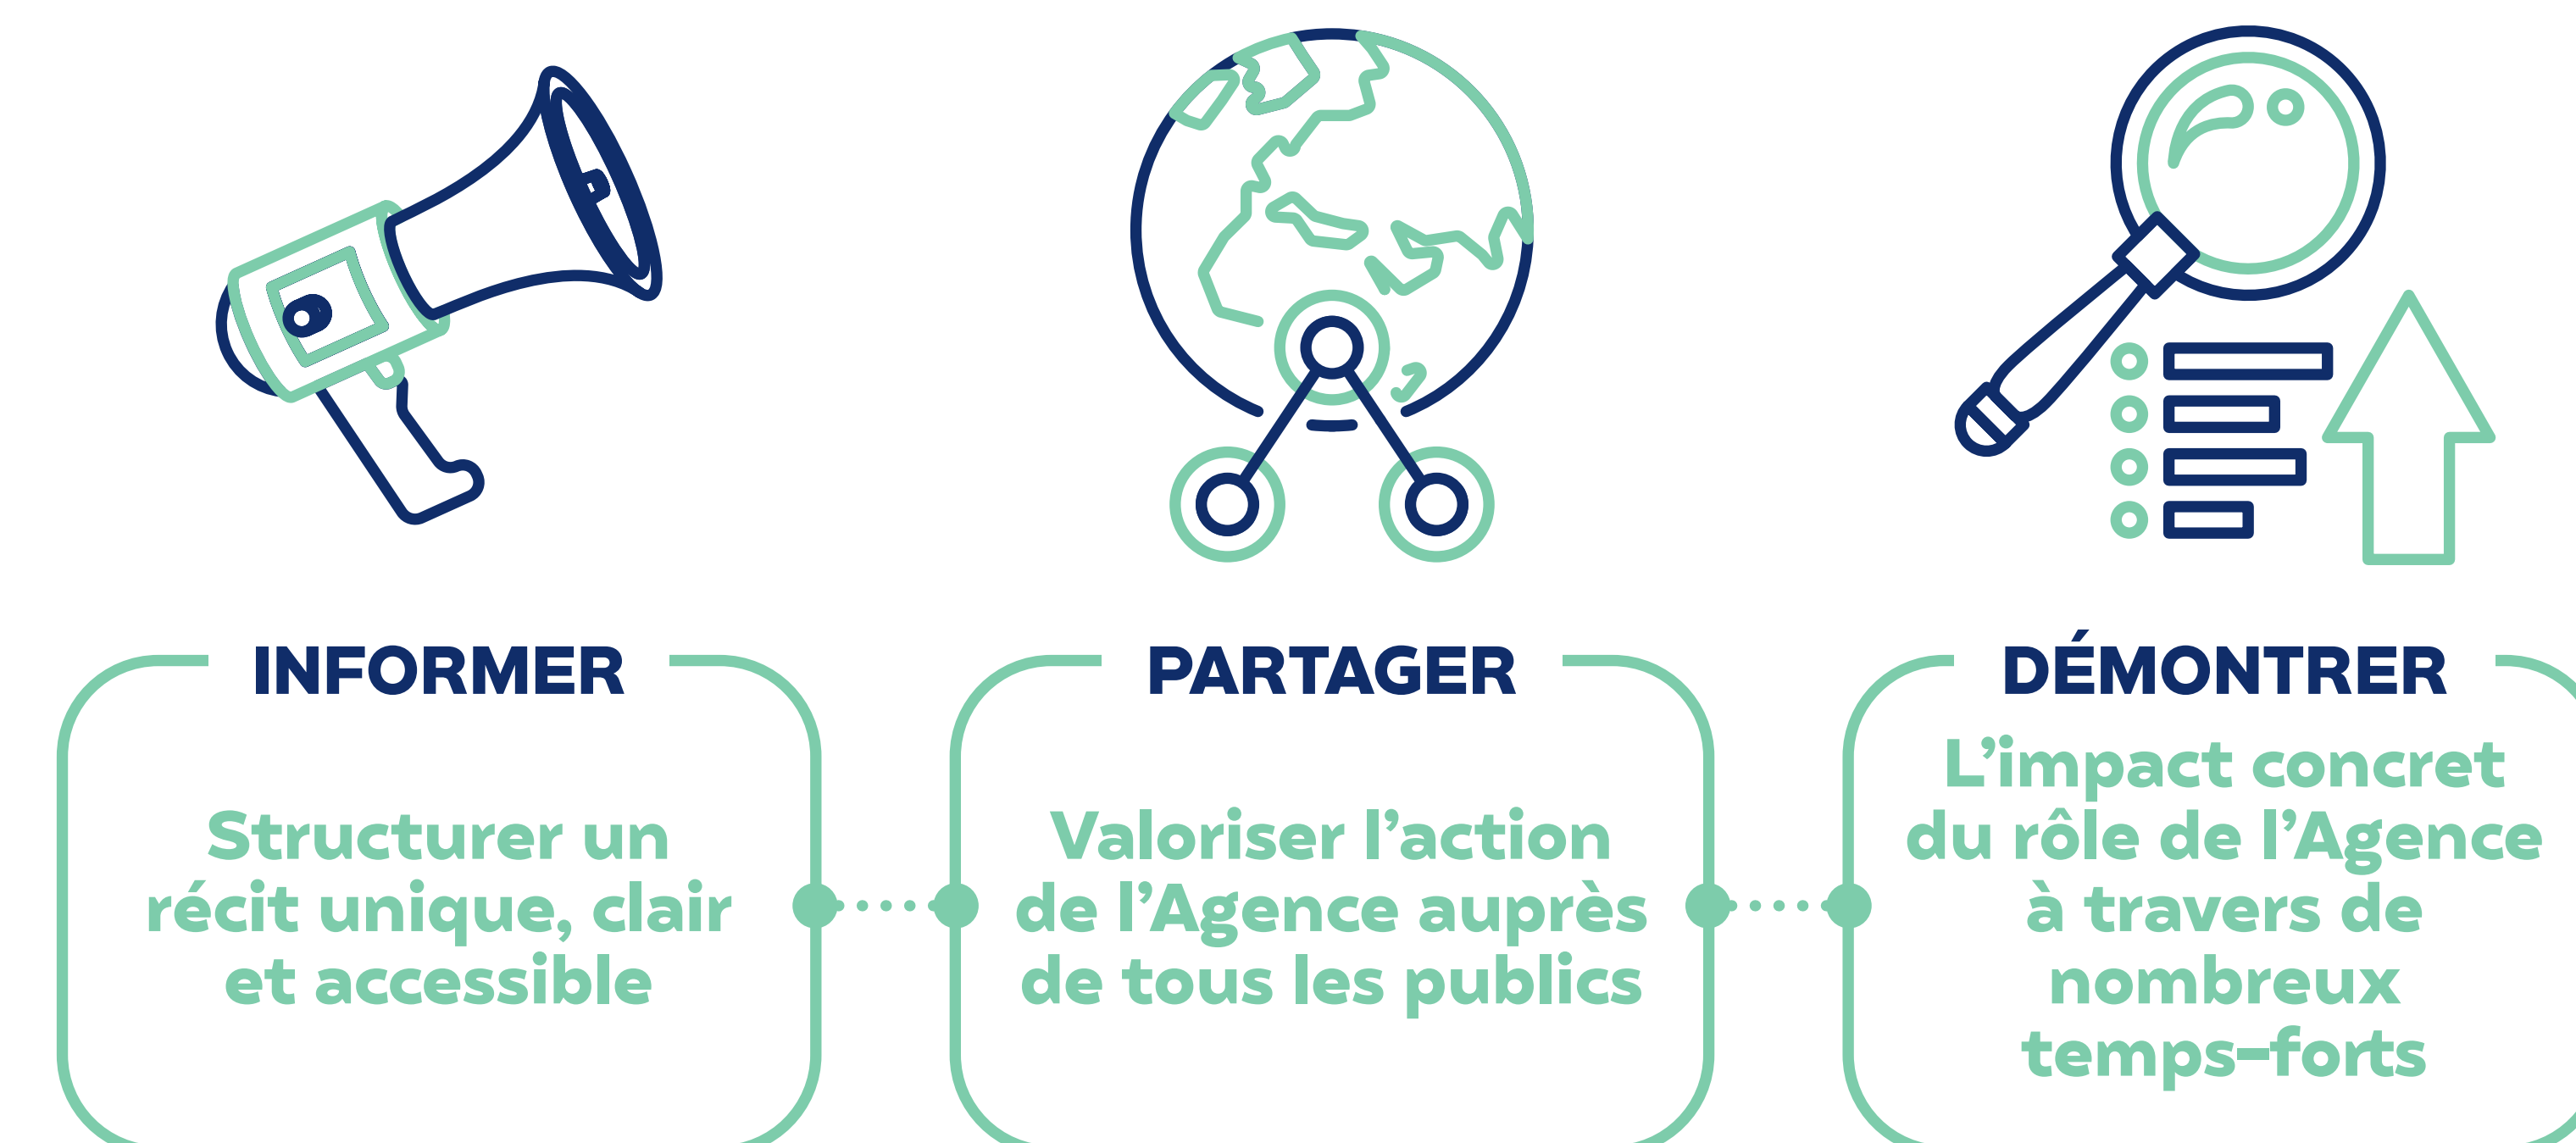 INFORMER
Structurer un
récit unique, clair
et accessible
PARTAGER
Valoriser l’action
de l’Agence auprès
de tous les publics
DÉMONTRER
L’impact concret
du rôle de l’Agence
à travers de
nombreux
temps-forts